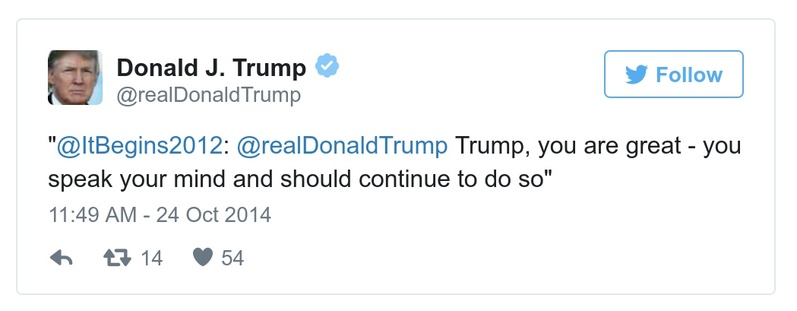 Donald J. Trump
@realDonaldTrump
Follow
"@ItBegins2012: @realDonaldTrump Trump, you are great - you
speak your mind and should continue to do so"
11:49 AM - 24 Oct 2014
14 54